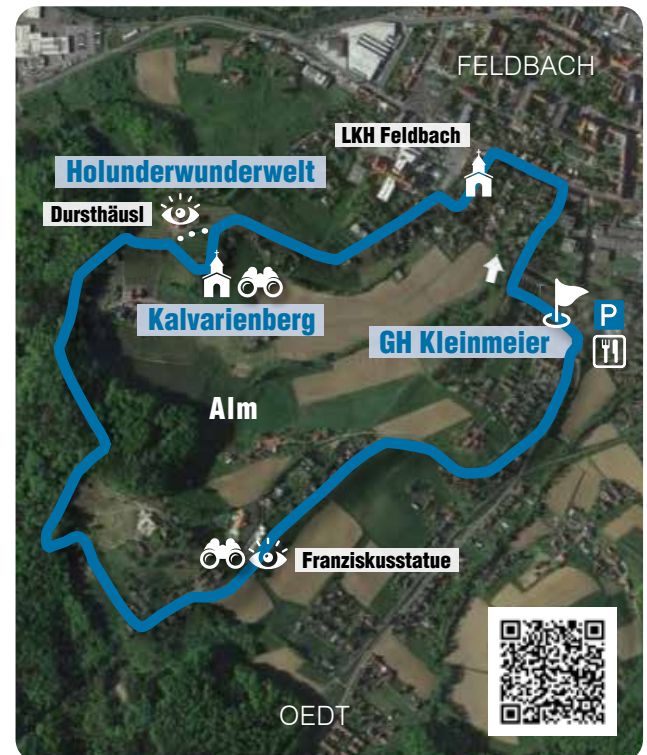 FELDBACH
LKH Feldbach
Holunderwunderwelt
Dursthäusl
Kalvarienberg
P
GH Kleinmeier
Alm
Franziskusstatue
OEDT